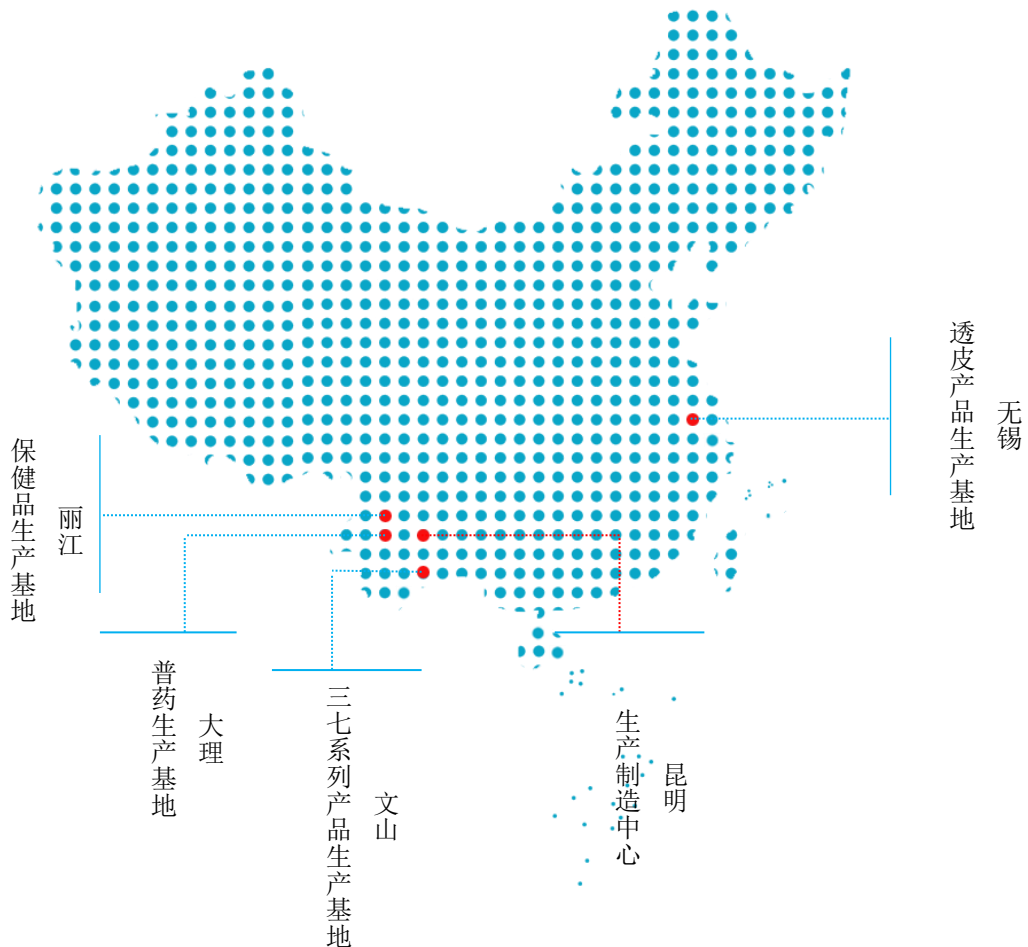 无锡
透皮产品生产基地
丽江
保健品生产基地
大理
普药生产基地
文山
三七系列产品生产基地
昆明
生产制造中心